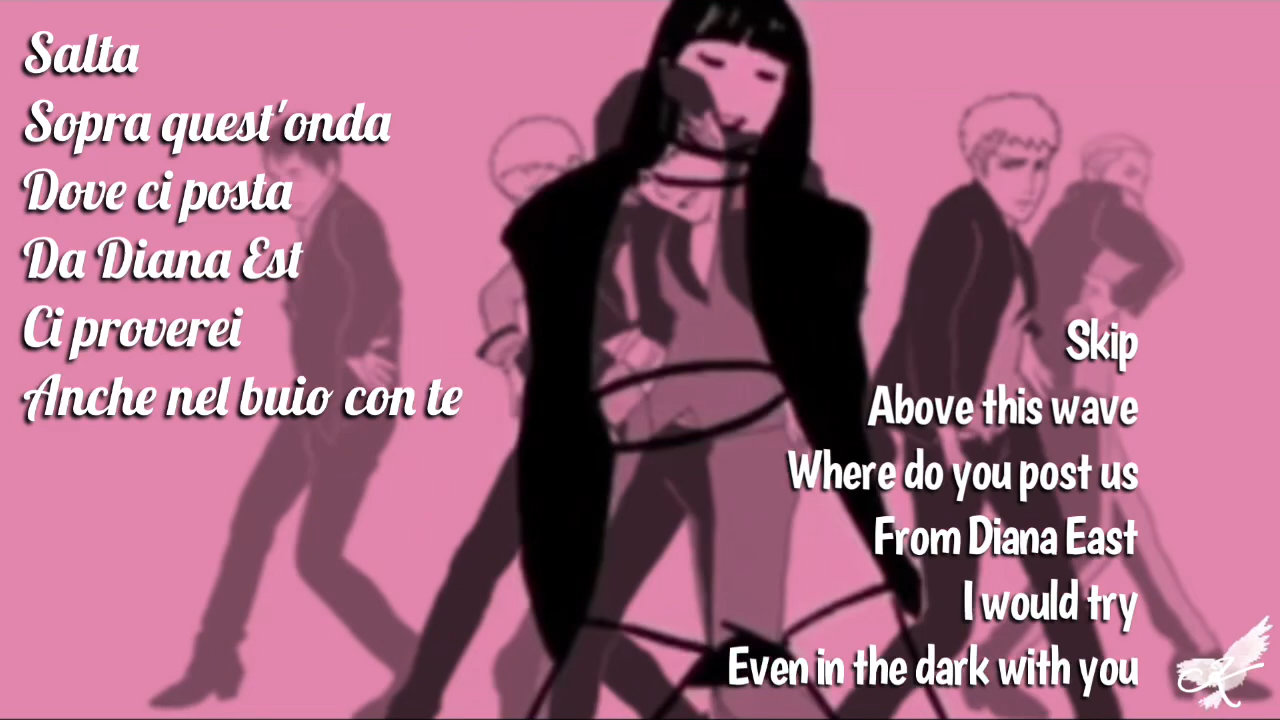 Salta
Sopra quest'onda
Dove ci posta
Da Diana Est
Ci proverei
Anche nel buio con te
Skip
Above this wave
Where do you post us
From Diana East
I would try
Even in the dark with you